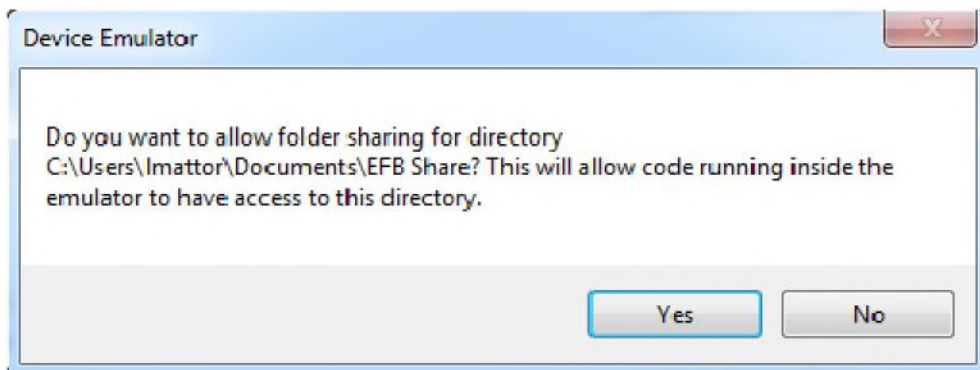 Device Emulator
Do you want to allow folder sharing for directory
C:\Users\lmattor\Documents\EFB Share? This will allow code running inside the
emulator to have access to this directory.
Yes No